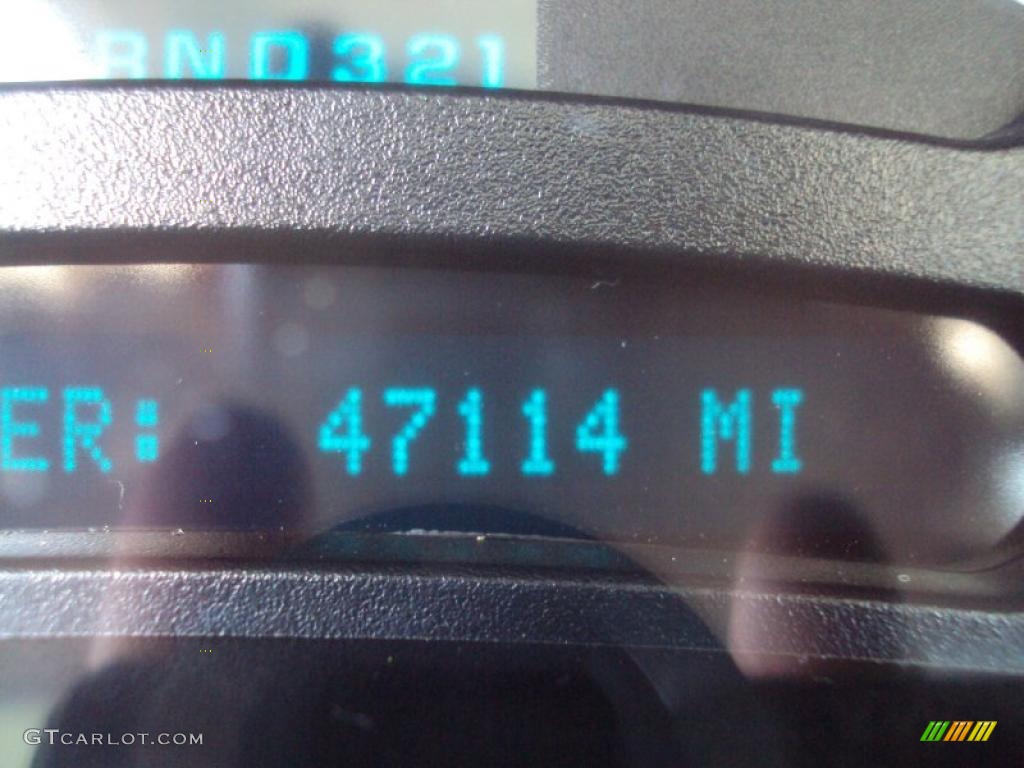 RND321
ER: 47114 MI
GTCARLOT.COM